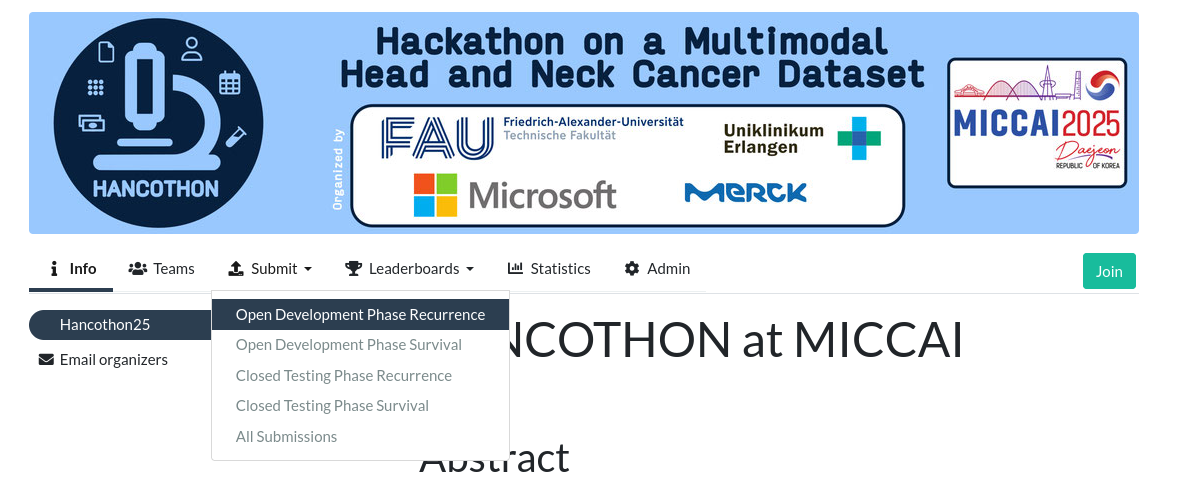 Hackathon on a Multimodal
Head and Neck Cancer Dataset
HANCOTHON
Organized by
FAU Friedrich-Alexander-Universität
Technische Fakultät
Uniklinikum
Erlangen
Microsoft
MERCK
MICCAI2025
Daejeon
REPUBLIC OF KOREA
Info
Teams
Submit
Leaderboards
Statistics
Admin
Join
Hancothon25
Email organizers
Open Development Phase Recurrence
Open Development Phase Survival
Closed Testing Phase Recurrence
Closed Testing Phase Survival
All Submissions
NCOTHON at MICCAI
Abstract